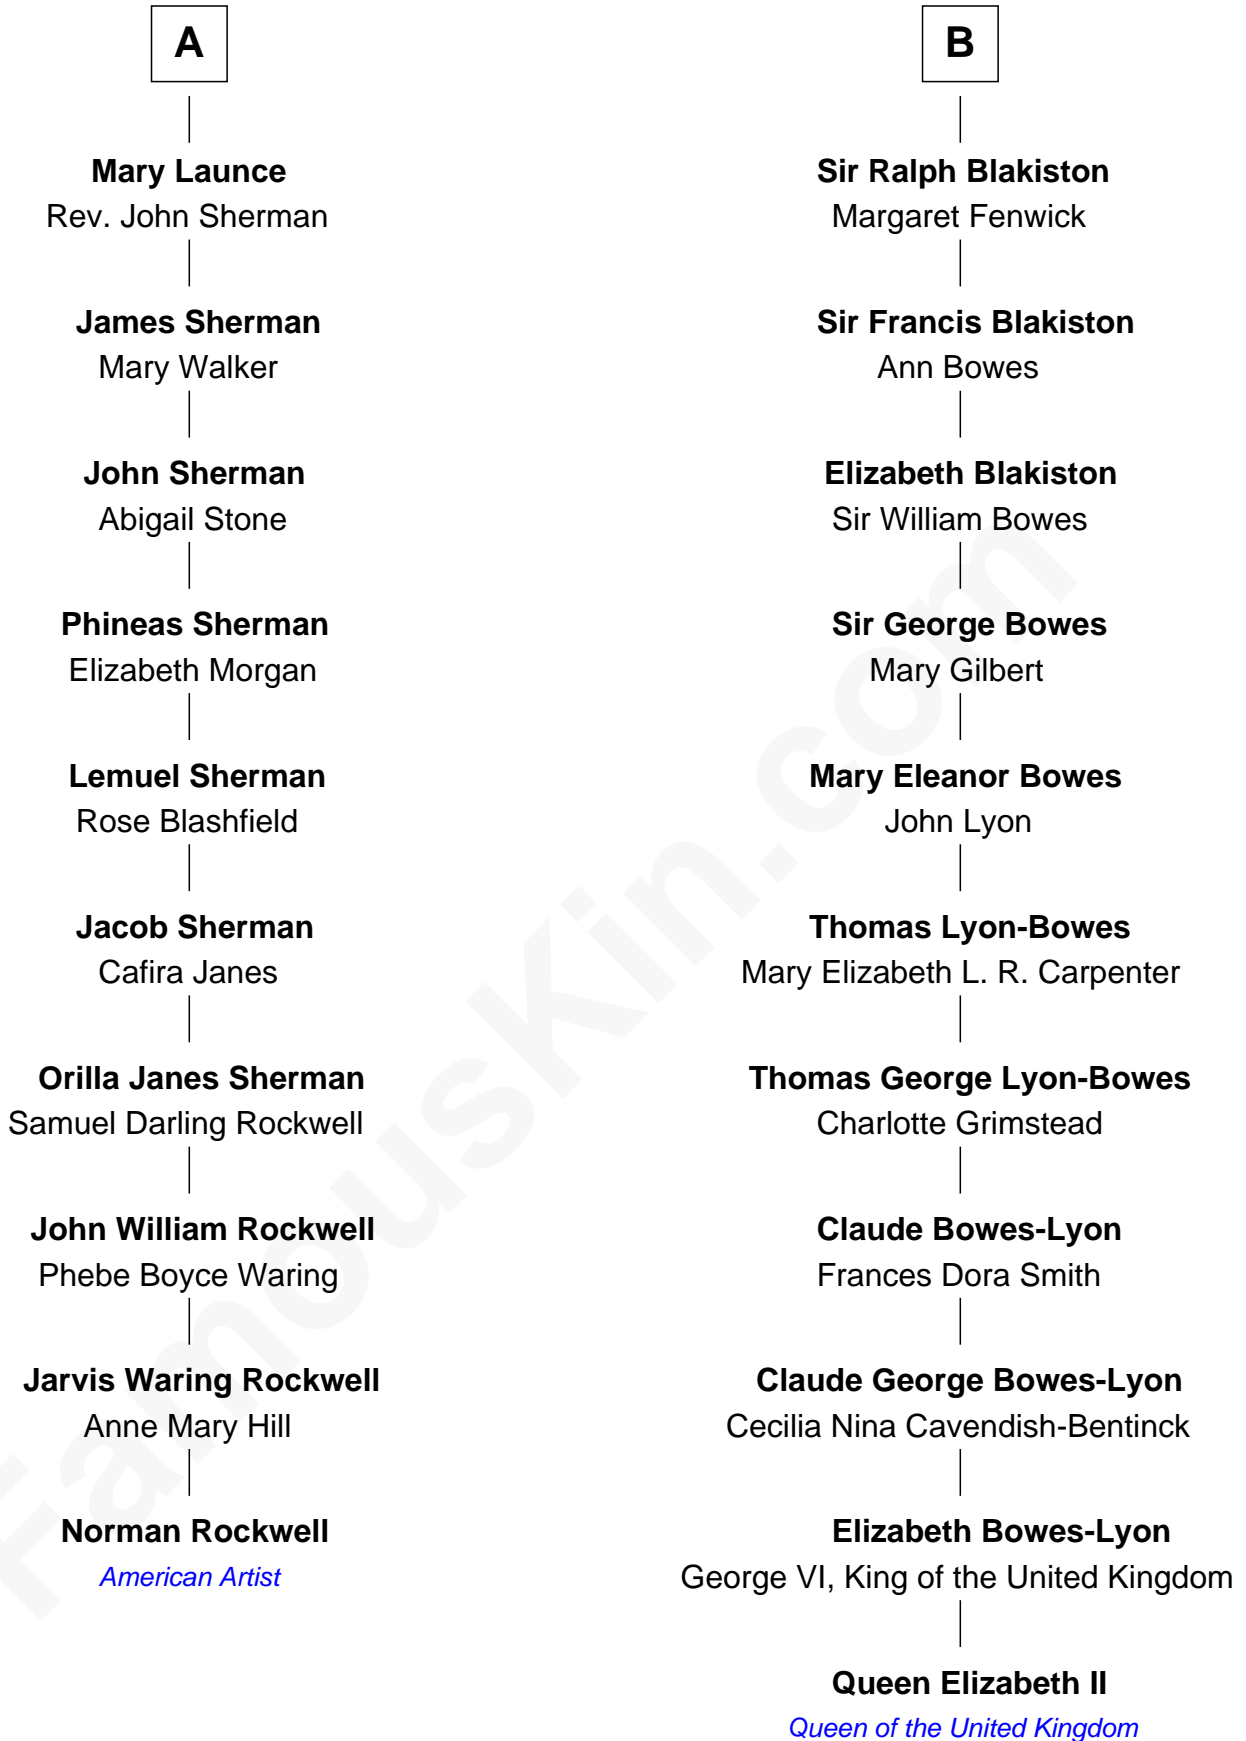 A
Mary Launce
Rev. John Sherman
James Sherman
Mary Walker
John Sherman
Abigail Stone
Phineas Sherman
Elizabeth Morgan
Lemuel Sherman
Rose Blashfield
Jacob Sherman
Cafira Janes
Orilla Janes Sherman
Samuel Darling Rockwell
John William Rockwell
Phebe Boyce Waring
Jarvis Waring Rockwell
Anne Mary Hill
Norman Rockwell
American Artist
B
Sir Ralph Blakiston
Margaret Fenwick
Sir Francis Blakiston
Ann Bowes
Elizabeth Blakiston
Sir William Bowes
Sir George Bowes
Mary Gilbert
Mary Eleanor Bowes
John Lyon
Thomas Lyon-Bowes
Mary Elizabeth L. R. Carpenter
Thomas George Lyon-Bowes
Charlotte Grimstead
Claude Bowes-Lyon
Frances Dora Smith
Claude George Bowes-Lyon
Cecilia Nina Cavendish-Bentinck
Elizabeth Bowes-Lyon
George VI, King of the United Kingdom
Queen Elizabeth II
Queen of the United Kingdom
FamousKin.com